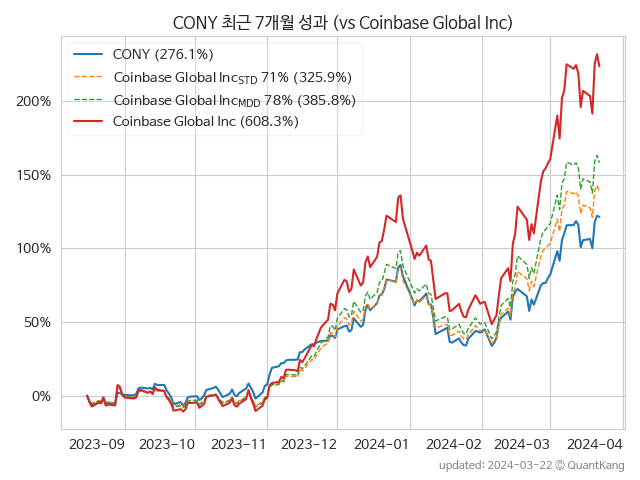 CONY 최근 7개월 성과 (vs Coinbase Global Inc)
CONY (276.1%)
Coinbase Global IncSTD 71% (325.9%)
Coinbase Global IncMDD 78% (385.8%)
Coinbase Global Inc (608.3%)
200%
150%
100%
50%
0%
2023-09 2023-10 2023-11 2023-12 2024-01 2024-02 2024-03 2024-04
updated: 2024-03-22 ⓒ QuantKang